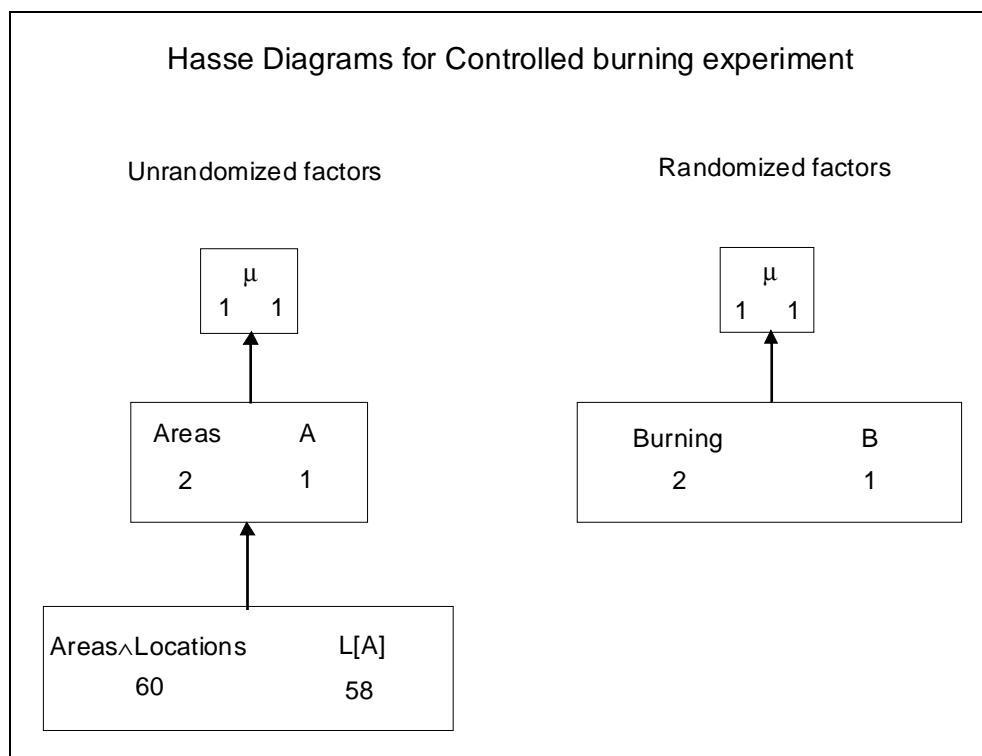 Hasse Diagrams for Controlled burning experiment
Unrandomized factors
μ
1 1
Areas A
2 1
Areas∧Locations L[A]
60 58
Randomized factors
μ
1 1
Burning B
2 1